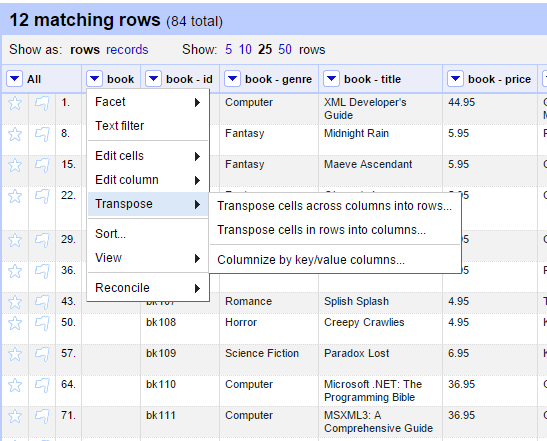 12 matching rows (84 total)
Show as: rows records Show: 5 10 25 50 rows
All book book - id book - genre book - title book - price
1. Computer XML Developer's Guide 44.95
8. Fantasy Midnight Rain 5.95
15. Fantasy Maeve Ascendant 5.95
22.
29.
36.
43. Romance Splish Splash 4.95
50. bk108 Horror Creepy Crawlies 4.95
57. bk109 Science Fiction Paradox Lost 6.95
64. bk110 Computer Microsoft .NET: The Programming Bible 36.95
71. bk111 Computer MSXML3: A Comprehensive Guide 36.95
Facet
Text filter
Edit cells
Edit column
Transpose
Sort...
View
Reconcile
Transpose cells across columns into rows...
Transpose cells in rows into columns...
Columnize by key/value columns...